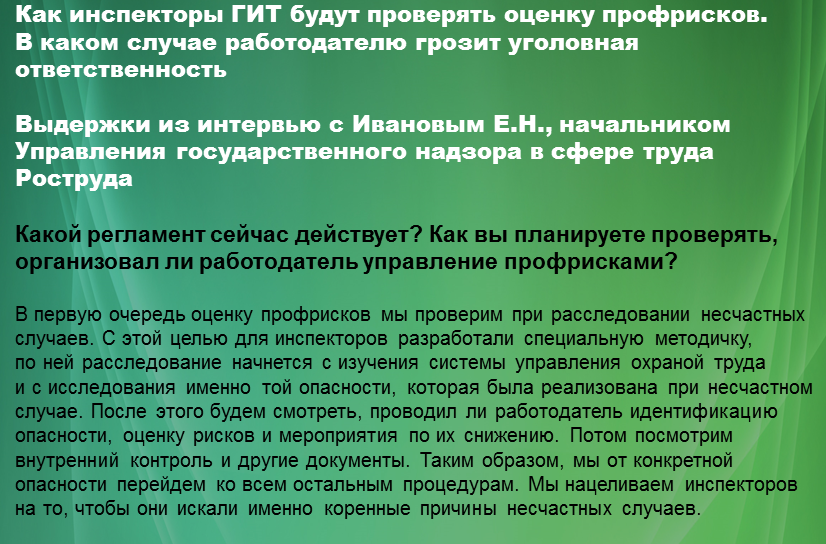 Как инспекторы ГИТ будут проверять оценку профрисков.
В каком случае работодателю грозит уголовная
ответственность
Выдержки из интервью с Ивановым Е.Н., начальником
Управления государственного надзора в сфере труда
Роструда
Какой регламент сейчас действует? Как вы планируете проверять,
организовал ли работодатель управление профрисками?
В первую очередь оценку профрисков мы проверим при расследовании несчастных
случаев. С этой целью для инспекторов разработали специальную методичку,
по ней расследование начнется с изучения системы управления охраной труда
и с исследования именно той опасности, которая была реализована при несчастном
случае. После этого будем смотреть, проводил ли работодатель идентификацию
опасности, оценку рисков и мероприятия по их снижению. Потом посмотрим
внутренний контроль и другие документы. Таким образом, мы от конкретной
опасности перейдем ко всем остальным процедурам. Мы нацеливаем инспекторов
на то, чтобы они искали именно коренные причины несчастных случаев.